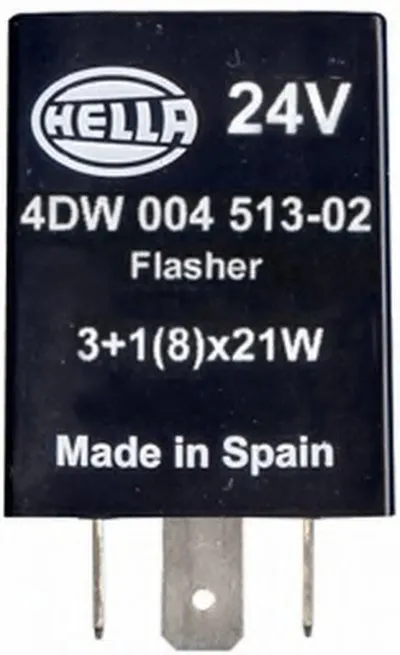 HELLA 24V
4DW 004 513-02
Flasher
3+1(8)x21W
Made in Spain